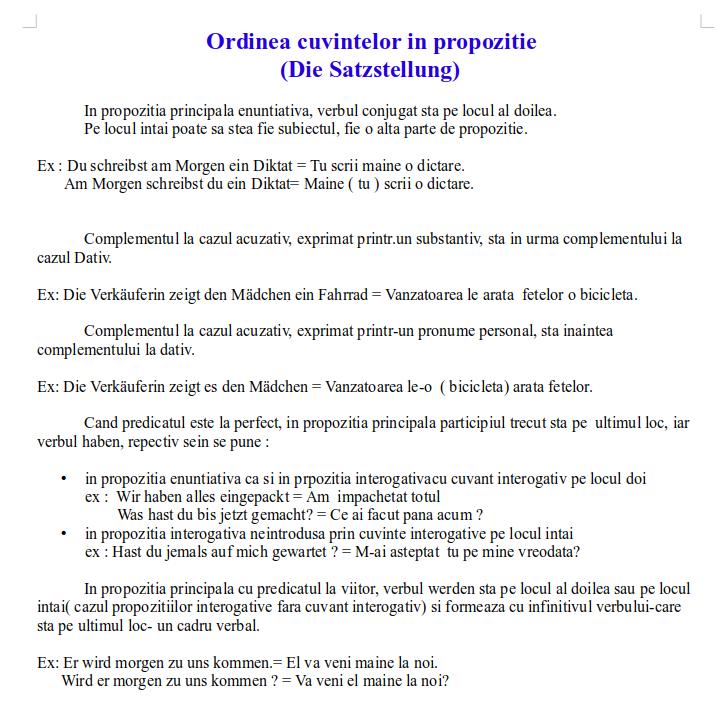 Ordinea cuvintelor in propozitie
(Die Satzstellung)
In propozitia principala enuntiativa, verbul conjugat sta pe locul al doilea.
Pe locul intai poate sa stea fie subiectul, fie o alta parte de propozitie.
Ex : Du schreibst am Morgen ein Diktat = Tu scrii maine o dictare.
Am Morgen schreibst du ein Diktat= Maine ( tu ) scrii o dictare.
Complementul la cazul acuzativ, exprimat printr.un substantiv, sta in urma complementului la
cazul Dativ.
Ex: Die Verkäuferin zeigt den Mädchen ein Fahrrad = Vanzatoarea le arata fetelor o bicicleta.
Complementul la cazul acuzativ, exprimat printr-un pronume personal, sta inaintea
complementului la dativ.
Ex: Die Verkäuferin zeigt es den Mädchen = Vanzatoarea le-o ( bicicleta) arata fetelor.
Cand predicatul este la perfect, in propozitia principala participiul trecut sta pe ultimul loc, iar
verbul haben, repectiv sein se pune :
• in propozitia enuntiativa ca si in prpozitia interogativacu cuvant interogativ pe locul doi
ex : Wir haben alles eingepackt = Am impachetat totul
Was hast du bis jetzt gemacht? = Ce ai facut pana acum ?
• in propozitia interogativa neintrodusa prin cuvinte interogative pe locul intai
ex : Hast du jemals auf mich gewartet ? = M-ai asteptat tu pe mine vreodata?
In propozitia principala cu predicatul la viitor, verbul werden sta pe locul al doilea sau pe locul
intai( cazul propozitiilor interogative fara cuvant interogativ) si formeaza cu infinitivul verbului-care
sta pe ultimul loc- un cadru verbal.
Ex: Er wird morgen zu uns kommen.= El va veni maine la noi.
Wird er morgen zu uns kommen ? = Va veni el maine la noi?